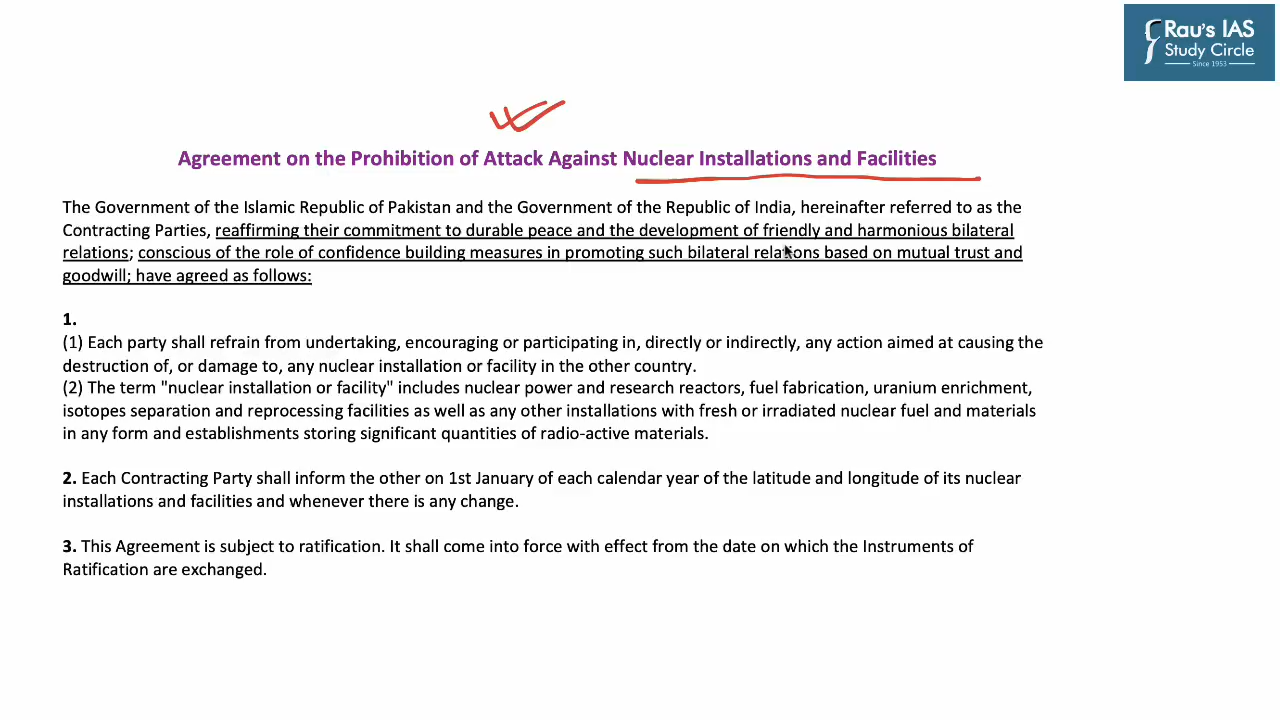 Rau's IAS
Study Circle
Since 1953
Agreement on the Prohibition of Attack Against Nuclear Installations and Facilities
The Government of the Islamic Republic of Pakistan and the Government of the Republic of India, hereinafter referred to as the
Contracting Parties, reaffirming their commitment to durable peace and the development of friendly and harmonious bilateral
relations; conscious of the role of confidence building measures in promoting such bilateral relations based on mutual trust and
goodwill; have agreed as follows:
1.
(1) Each party shall refrain from undertaking, encouraging or participating in, directly or indirectly, any action aimed at causing the
destruction of, or damage to, any nuclear installation or facility in the other country.
(2) The term "nuclear installation or facility" includes nuclear power and research reactors, fuel fabrication, uranium enrichment,
isotopes separation and reprocessing facilities as well as any other installations with fresh or irradiated nuclear fuel and materials
in any form and establishments storing significant quantities of radio-active materials.
2. Each Contracting Party shall inform the other on 1st January of each calendar year of the latitude and longitude of its nuclear
installations and facilities and whenever there is any change.
3. This Agreement is subject to ratification. It shall come into force with effect from the date on which the Instruments of
Ratification are exchanged.